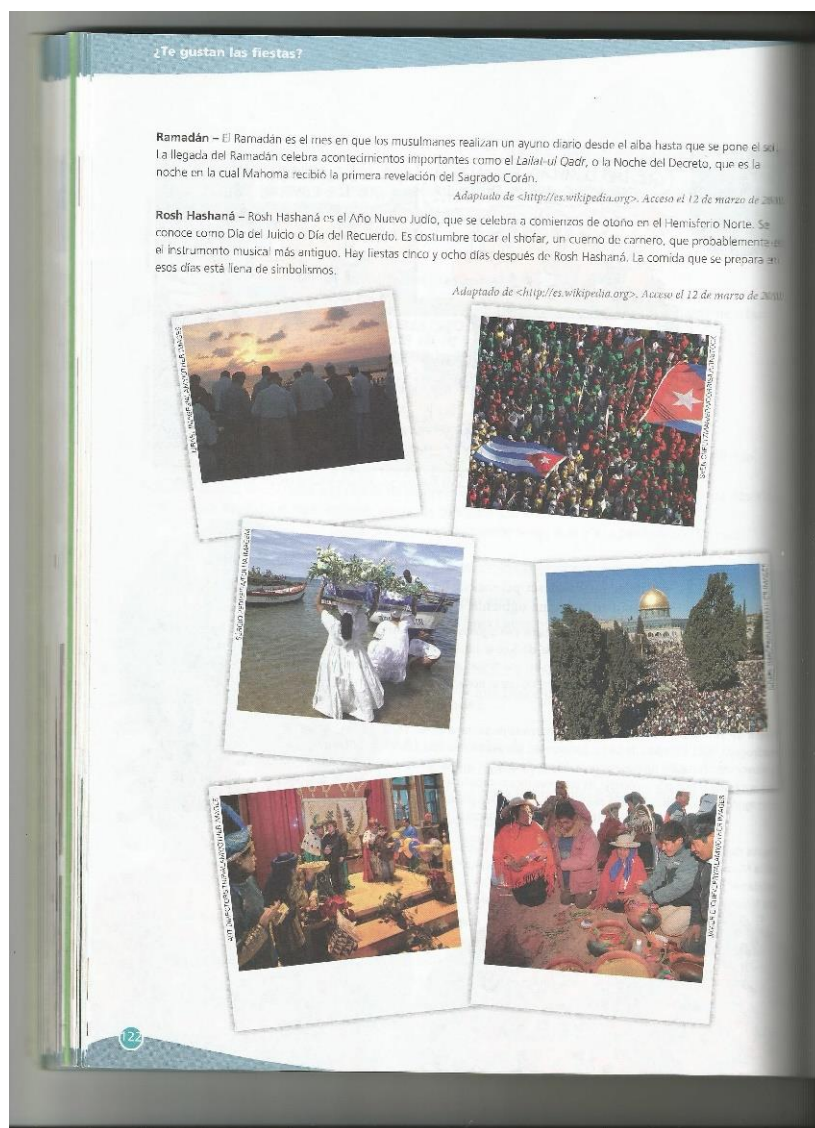 ¿Te gustan las fiestas?
Ramadán – El Ramadán es el mes en que los musulmanes realizan un ayuno diario desde el alba hasta que se pone el sol.
La llegada del Ramadán celebra acontecimientos importantes como el Lailat-ul Qadr, o la Noche del Decreto, que es la
noche en la cual Mahoma recibió la primera revelación del Sagrado Corán.
Adaptado de <http://es.wikipedia.org>. Acceso el 12 de marzo de
Rosh Hashaná – Rosh Hashaná es el Año Nuevo Judío, que se celebra a comienzos de otoño en el Hemisferio Norte. Se
conoce como Día del Juicio o Día del Recuerdo. Es costumbre tocar el shofar, un cuerno de carnero, que probablemente es
el instrumento musical más antiguo. Hay fiestas cinco y ocho días después de Rosh Hashaná. La comida que se prepara en
esos días está llena de simbolismos.
Adaptado de <http://es.wikipedia.org>. Acceso el 12 de marzo de
122